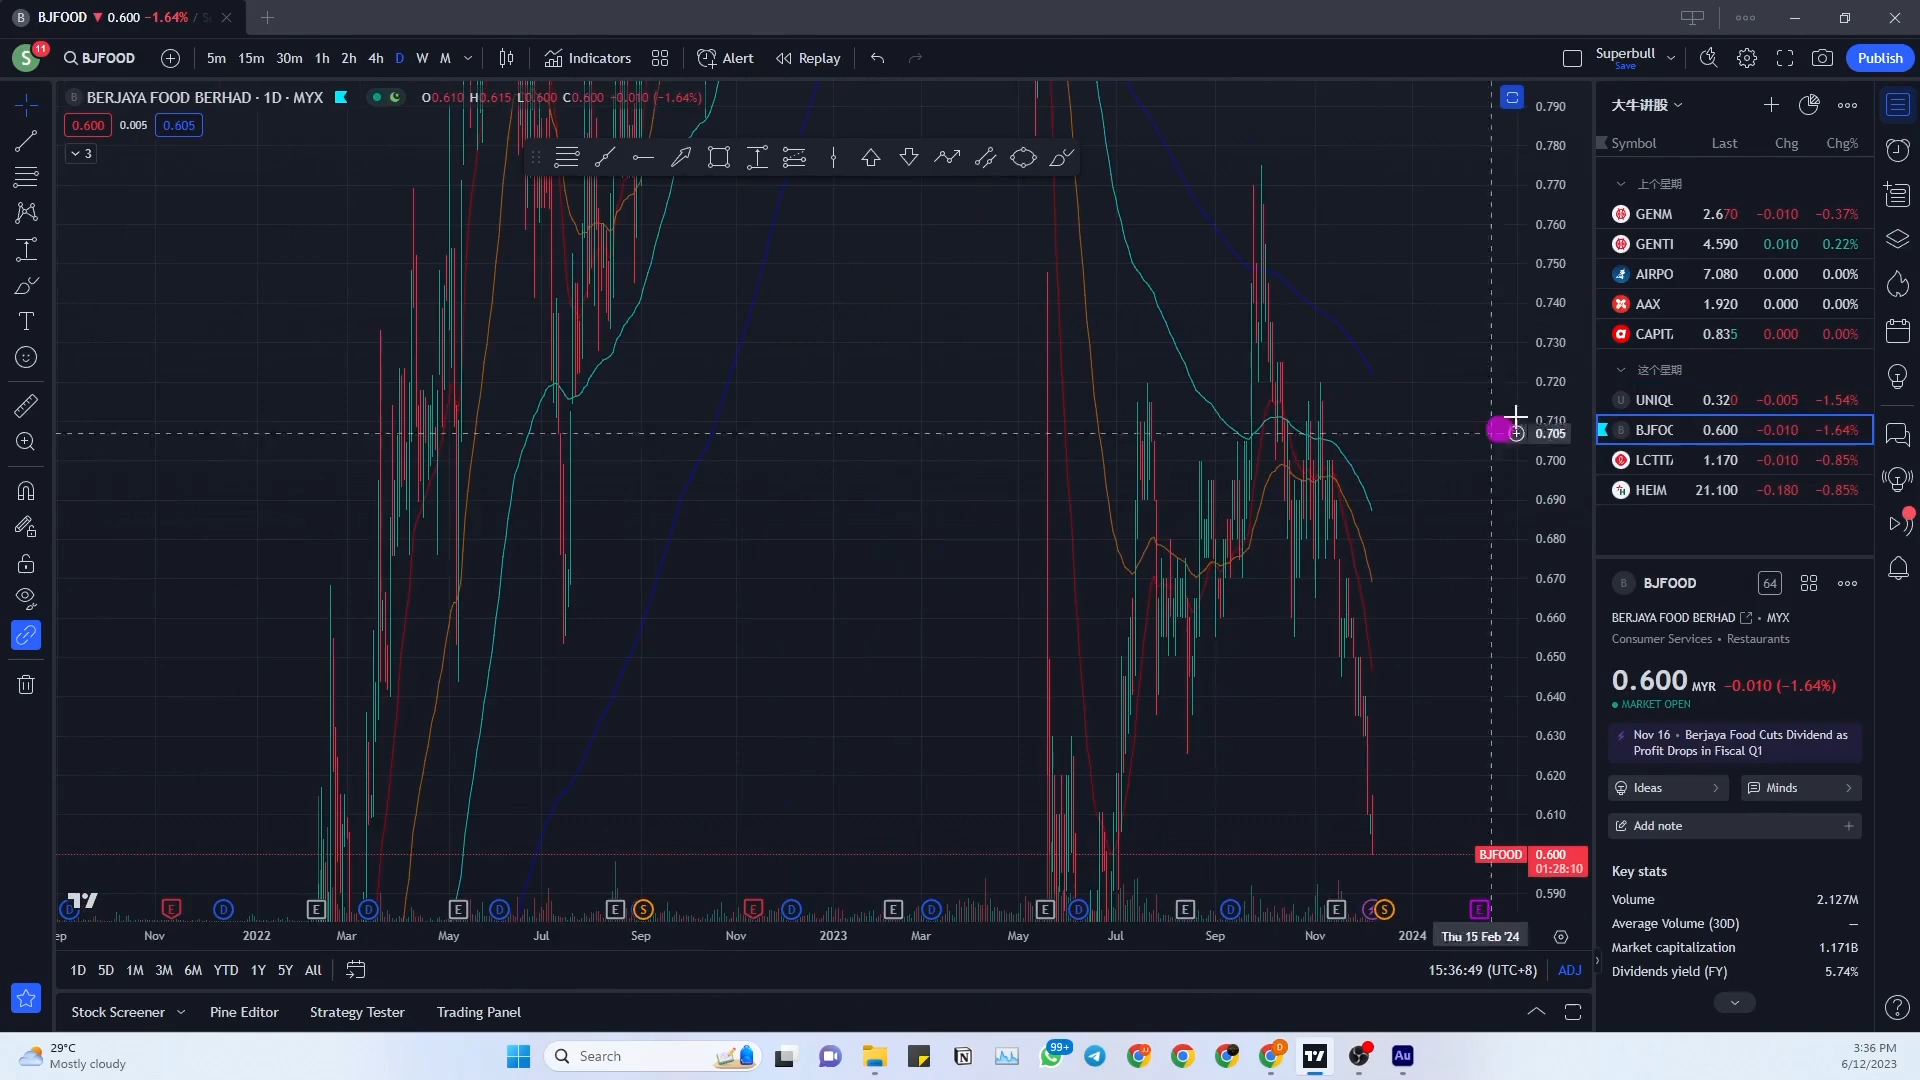 B BJFOOD ▼ 0.600 −1.64% / S
S 11 BJFOOD 5m 15m 30m 1h 2h 4h D W M Indicators Alert Replay Superbull Save Publish
B BERJAYA FOOD BERHAD · 1D · MYX O0.610 H0.615 L0.600 C0.600 −0.010 (−1.64%)
0.600 0.005 0.605
3
0.790
0.780
0.770
0.760
0.750
0.740
0.730
0.720
0.710
0.705
0.700
0.690
0.680
0.670
0.660
0.650
0.640
0.630
0.620
0.610
BJFOOD 0.600
01:28:10
0.590
D E D E D E D E S E D E D E D E D E S E
Nov 2022 Mar May Jul Sep Nov 2023 Mar May Jul Sep Nov 2024 Thu 15 Feb '24
1D 5D 1M 3M 6M YTD 1Y 5Y All 15:36:49 (UTC+8) ADJ
Stock Screener Pine Editor Strategy Tester Trading Panel
大牛讲股
Symbol Last Chg Chg%
上个星期
GENM 2.670 −0.010 −0.37%
GENTI 4.590 0.010 0.22%
AIRPO 7.080 0.000 0.00%
AAX 1.920 0.000 0.00%
CAPIT 0.835 0.000 0.00%
这个星期
U UNIQU 0.320 −0.005 −1.54%
B BJFOC 0.600 −0.010 −1.64%
LCTIT 1.170 −0.010 −0.85%
HEIM 21.100 −0.180 −0.85%
B BJFOOD 64
BERJAYA FOOD BERHAD • MYX
Consumer Services • Restaurants
0.600 MYR −0.010 (−1.64%)
MARKET OPEN
Nov 16 • Berjaya Food Cuts Dividend as
Profit Drops in Fiscal Q1
Ideas Minds
Add note
Key stats
Volume 2.127M
Average Volume (30D) —
Market capitalization 1.171B
Dividends yield (FY) 5.74%
29°C
Mostly cloudy
Search
99+
Au
3:36 PM
6/12/2023